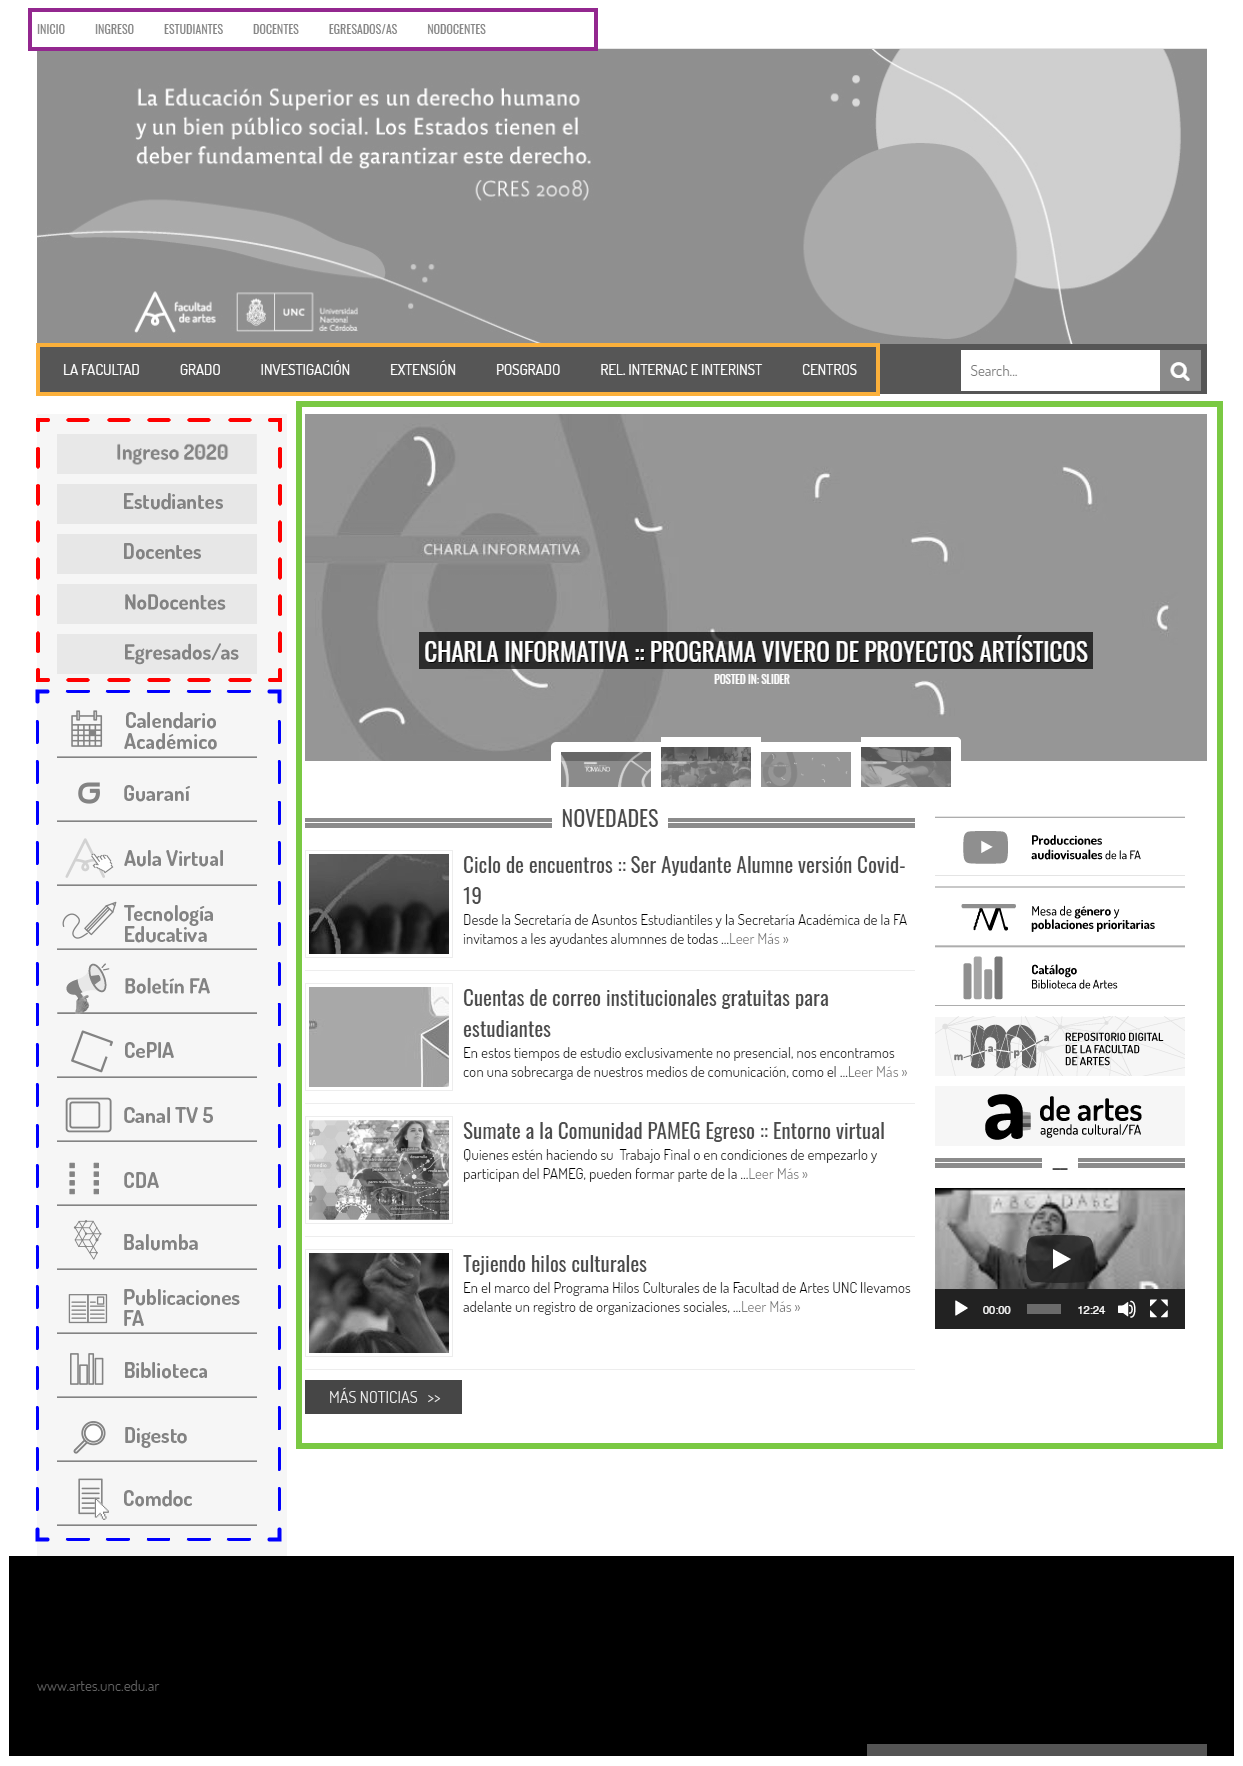 INICIO INGRESO ESTUDIANTES DOCENTES EGRESADOS/AS NODOCENTES
La Educación Superior es un derecho humano
y un bien público social. Los Estados tienen el
deber fundamental de garantizar este derecho.
(CRES 2008)
facultad
de artes
UNC
Universidad
Nacional
de Córdoba
LA FACULTAD GRADO INVESTIGACIÓN EXTENSIÓN POSGRADO REL. INTERNAC E INTERINST CENTROS
Search...
Ingreso 2020
Estudiantes
Docentes
NoDocentes
Egresados/as
Calendario
Académico
Guaraní
Aula Virtual
Tecnología
Educativa
Boletín FA
CePIA
Canal TV 5
CDA
Balumba
Publicaciones
FA
Biblioteca
Digesto
Comdoc
CHARLA INFORMATIVA
CHARLA INFORMATIVA :: PROGRAMA VIVERO DE PROYECTOS ARTÍSTICOS
POSTED IN: SLIDER
NOVEDADES
Ciclo de encuentros :: Ser Ayudante Alumne versión Covid-
19
Desde la Secretaría de Asuntos Estudiantiles y la Secretaría Académica de la FA
invitamos a les ayudantes alumnnes de todas ...Leer Más »
Cuentas de correo institucionales gratuitas para
estudiantes
En estos tiempos de estudio exclusivamente no presencial, nos encontramos
con una sobrecarga de nuestros medios de comunicación, como el ...Leer Más »
Sumate a la Comunidad PAMEG Egreso :: Entorno virtual
Quienes estén haciendo su Trabajo Final o en condiciones de empezarlo y
participan del PAMEG, pueden formar parte de la ...Leer Más »
Tejiendo hilos culturales
En el marco del Programa Hilos Culturales de la Facultad de Artes UNC llevamos
adelante un registro de organizaciones sociales, ...Leer Más »
MÁS NOTICIAS >>
Producciones
audiovisuales de la FA
Mesa de género y
poblaciones prioritarias
Catálogo
Biblioteca de Artes
m a p a
REPOSITORIO DIGITAL
DE LA FACULTAD
DE ARTES
a de artes
agenda cultural/FA
_
A B C A D A b C
00:00 12:24
www.artes.unc.edu.ar